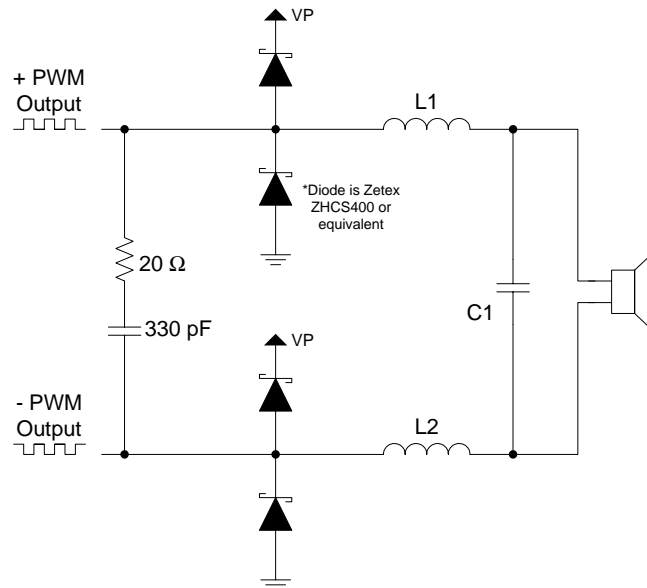 VP
+ PWM
Output
L1
*Diode is Zetex
ZHCS400 or
equivalent
20 Ω
330 pF
C1
VP
- PWM
Output
L2